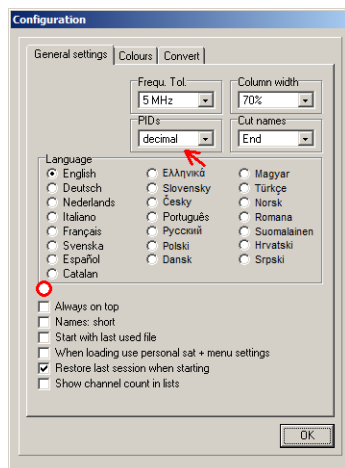 Configuration
General settings Colours Convert
Frequ. Tol. Column width
5 MHz 70%
PIDs Cut names
decimal End
Language
English Ελληνικά Magyar
Deutsch Slovensky Türkçe
Nederlands Česky Norsk
Italiano Português Romana
Français Русский Suomalainen
Svenska Polski Hrvatski
Español Dansk Srpski
Catalan
Always on top
Names: short
Start with last used file
When loading use personal sat + menu settings
Restore last session when starting
Show channel count in lists
OK